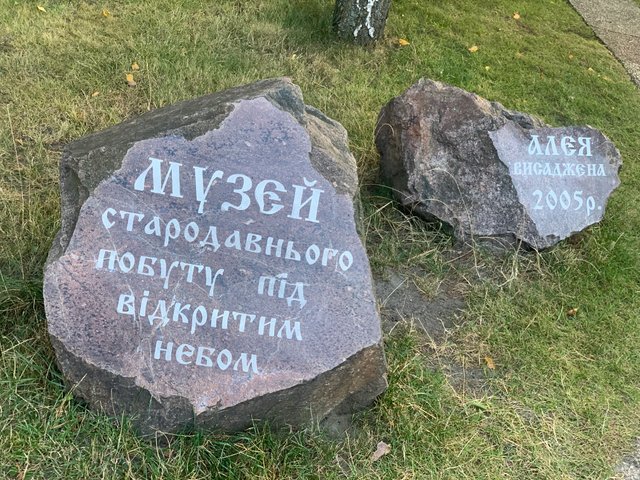 Музей
стародавнього
побуту під
відкритим
небом
Алея
висаджена
2005р.